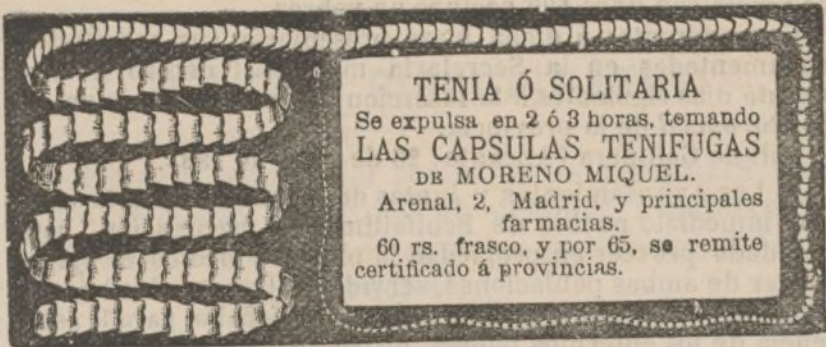 TENIA Ó SOLITARIA
Se expulsa en 2 ó 3 horas, temando
LAS CAPSULAS TENIFUGAS
DE MORENO MIQUEL.
Arenal, 2, Madrid, y principales
farmacias.
60 rs. frasco, y por 65, se remite
certificado á provincias.